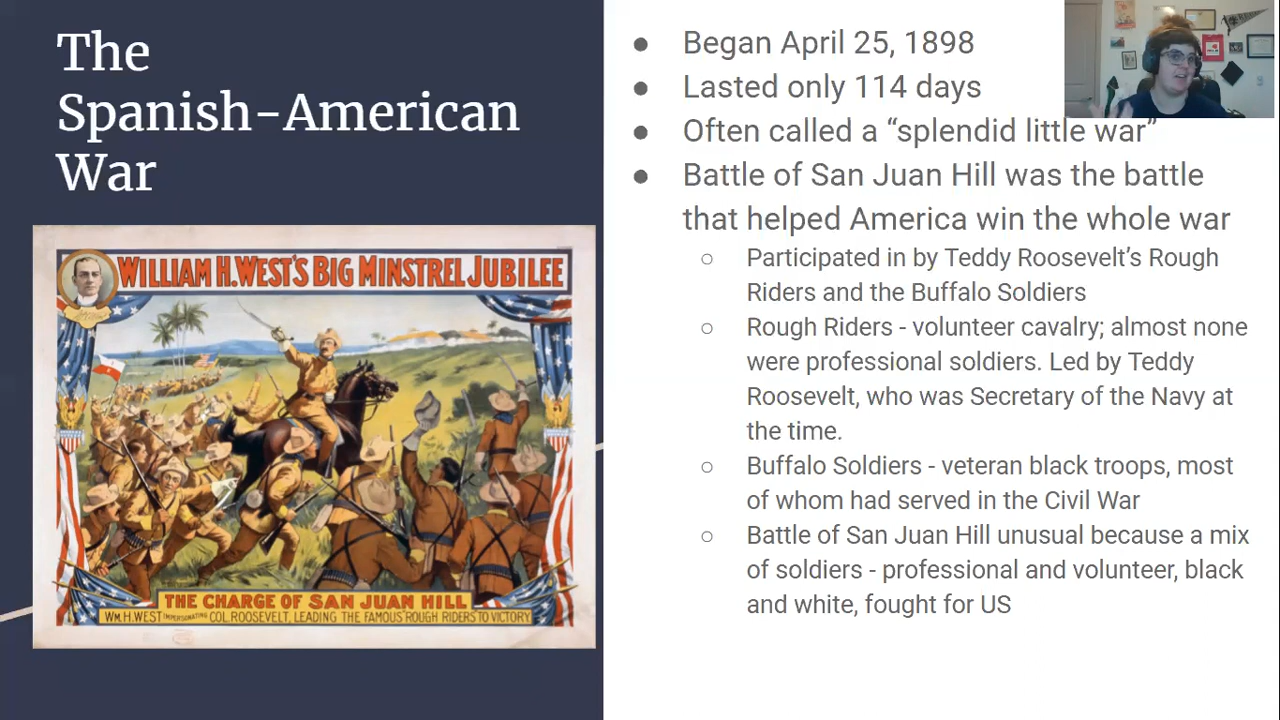 The
Spanish-American
War
WILLIAM H. WEST'S BIG MINSTREL JUBILEE
THE CHARGE OF SAN JUAN HILL
WM. H. WEST IMPERSONATING COL. ROOSEVELT, LEADING THE FAMOUS ROUGH RIDERS TO VICTORY
● Began April 25, 1898
● Lasted only 114 days
● Often called a “splendid little war”
● Battle of San Juan Hill was the battle
that helped America win the whole war
○ Participated in by Teddy Roosevelt’s Rough
Riders and the Buffalo Soldiers
○ Rough Riders - volunteer cavalry; almost none
were professional soldiers. Led by Teddy
Roosevelt, who was Secretary of the Navy at
the time.
○ Buffalo Soldiers - veteran black troops, most
of whom had served in the Civil War
○ Battle of San Juan Hill unusual because a mix
of soldiers - professional and volunteer, black
and white, fought for US